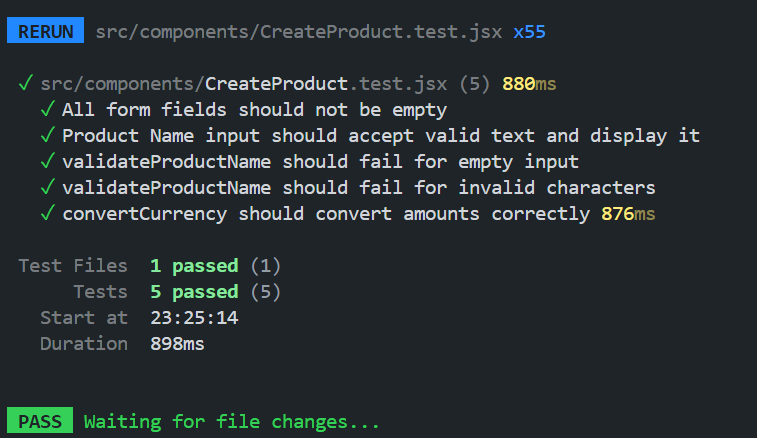 RERUN src/components/CreateProduct.test.jsx x55
✓ src/components/CreateProduct.test.jsx (5) 880ms
✓ All form fields should not be empty
✓ Product Name input should accept valid text and display it
✓ validateProductName should fail for empty input
✓ validateProductName should fail for invalid characters
✓ convertCurrency should convert amounts correctly 876ms
Test Files 1 passed (1)
Tests 5 passed (5)
Start at 23:25:14
Duration 898ms
PASS Waiting for file changes...